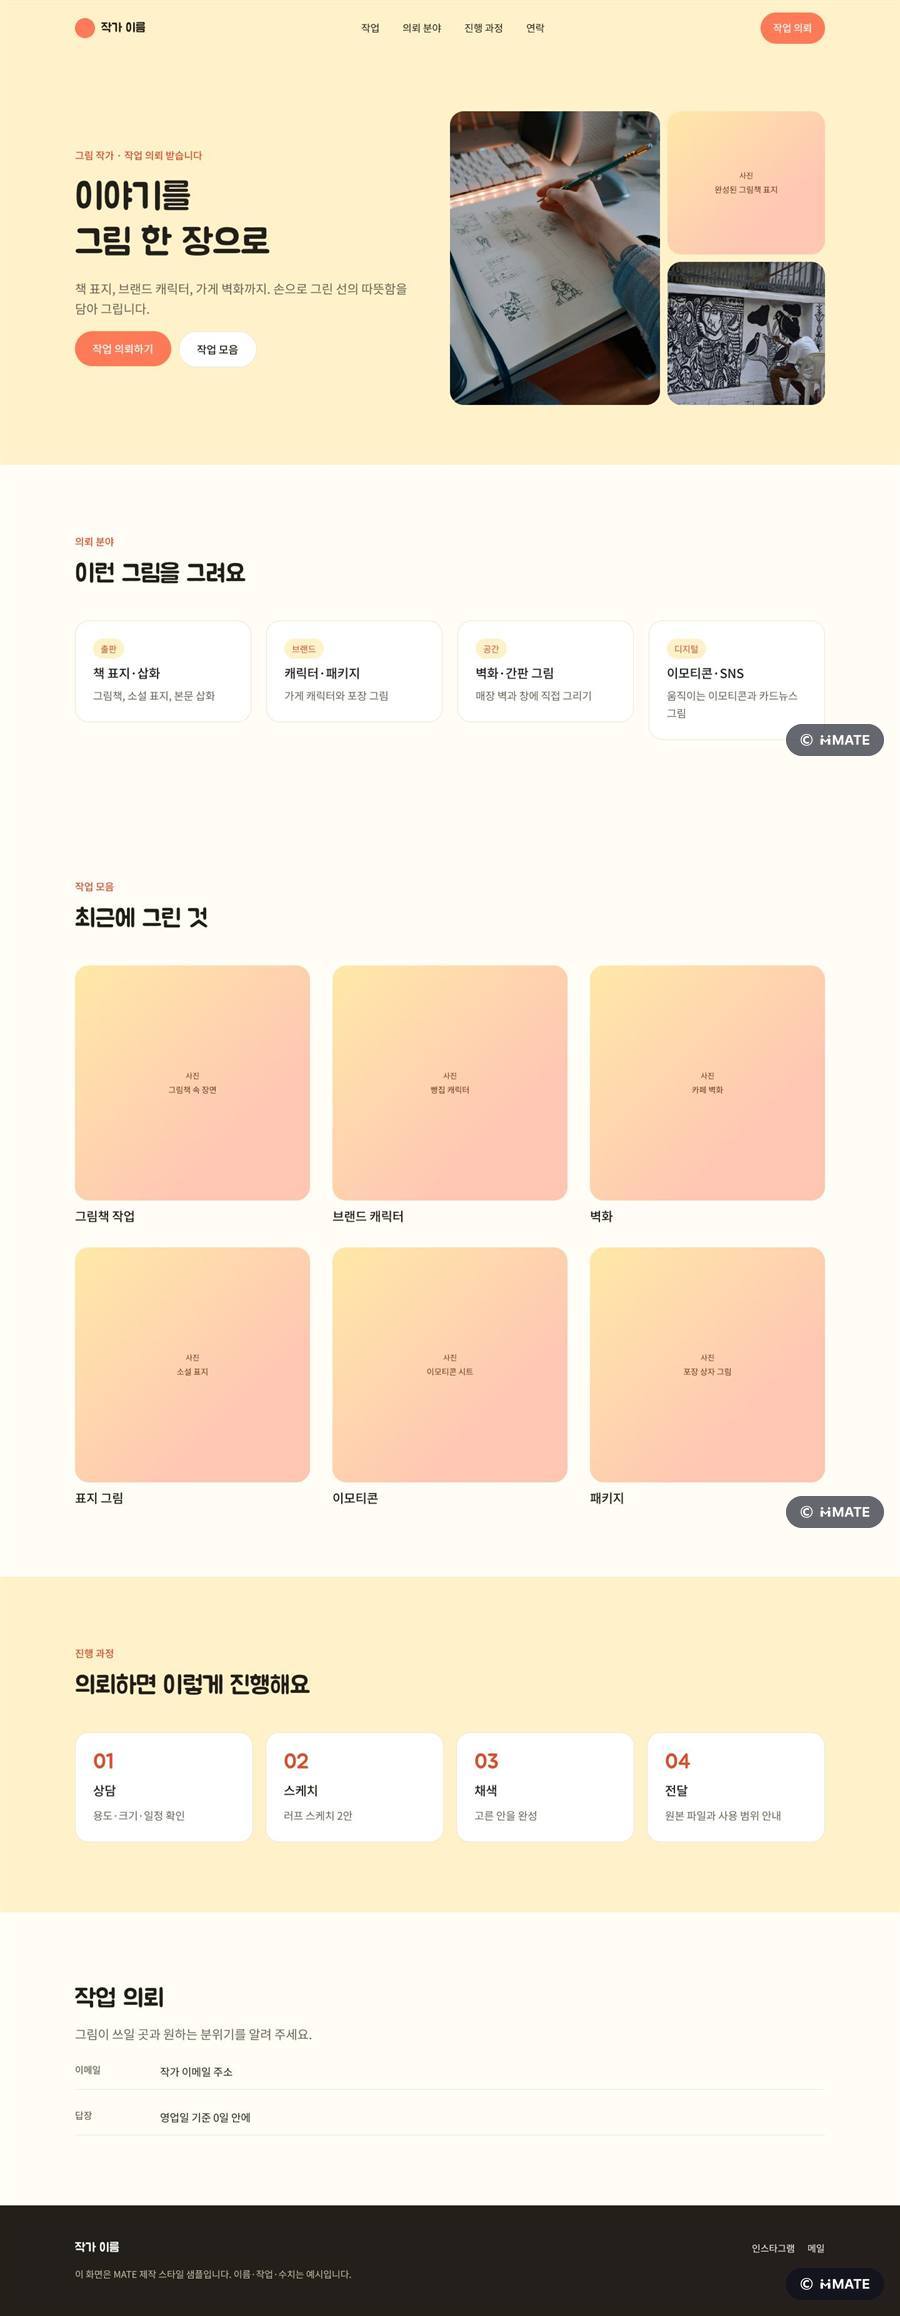 작가 이름
작업 의뢰 분야 진행 과정 연락
작업 의뢰
그림 작가 · 작업 의뢰 받습니다
이야기를
그림 한 장으로
책 표지, 브랜드 캐릭터, 가게 벽화까지. 손으로 그린 선의 따뜻함을
담아 그립니다.
작업 의뢰하기 작업 모음
사진
완성된 그림책 표지
의뢰 분야
이런 그림을 그려요
출판
책 표지·삽화
그림책, 소설 표지, 본문 삽화
브랜드
캐릭터·패키지
가게 캐릭터와 포장 그림
공간
벽화·간판 그림
매장 벽과 창에 직접 그리기
디지털
이모티콘·SNS
움직이는 이모티콘과 카드뉴스
그림
© MATE
작업 모음
최근에 그린 것
사진
그림책 속 장면
그림책 작업
사진
빵집 캐릭터
브랜드 캐릭터
사진
카페 벽화
벽화
사진
소설 표지
표지 그림
사진
이모티콘 시트
이모티콘
사진
포장 상자 그림
패키지
© MATE
진행 과정
의뢰하면 이렇게 진행해요
01
상담
용도·크기·일정 확인
02
스케치
러프 스케치 2안
03
채색
고른 안을 완성
04
전달
원본 파일과 사용 범위 안내
작업 의뢰
그림이 쓰일 곳과 원하는 분위기를 알려 주세요.
이메일 작가 이메일 주소
답장 영업일 기준 0일 안에
작가 이름
인스타그램 메일
이 화면은 MATE 제작 스타일 샘플입니다. 이름·작업·수치는 예시입니다.
© MATE